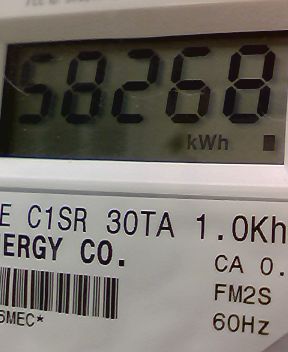 58268
kWh
E C1SR 30TA 1.0Kh
ERGY CO.
CA 0.
FM2S
6MEC*
60Hz